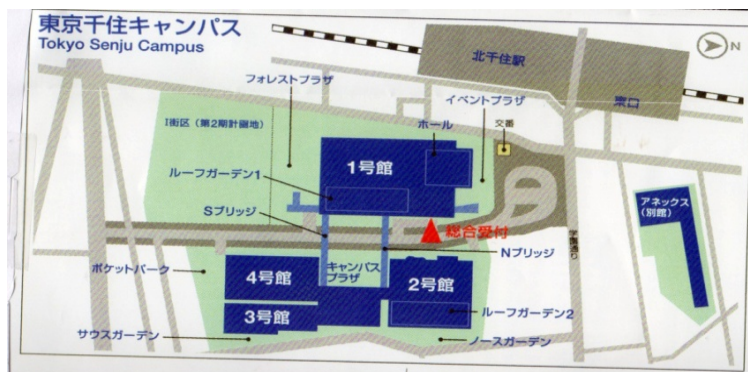 東京千住キャンパス
Tokyo Senju Campus
N
北千住駅
東口
フォレストプラザ
イベントプラザ
I街区（第2期計画地）
ホール
交番
1号館
ルーフガーデン1
アネックス
（別館）
Sブリッジ
総合受付
学園通り
Nブリッジ
ポケットパーク
キャンパス
プラザ
4号館
2号館
3号館
ルーフガーデン2
サウスガーデン
ノースガーデン